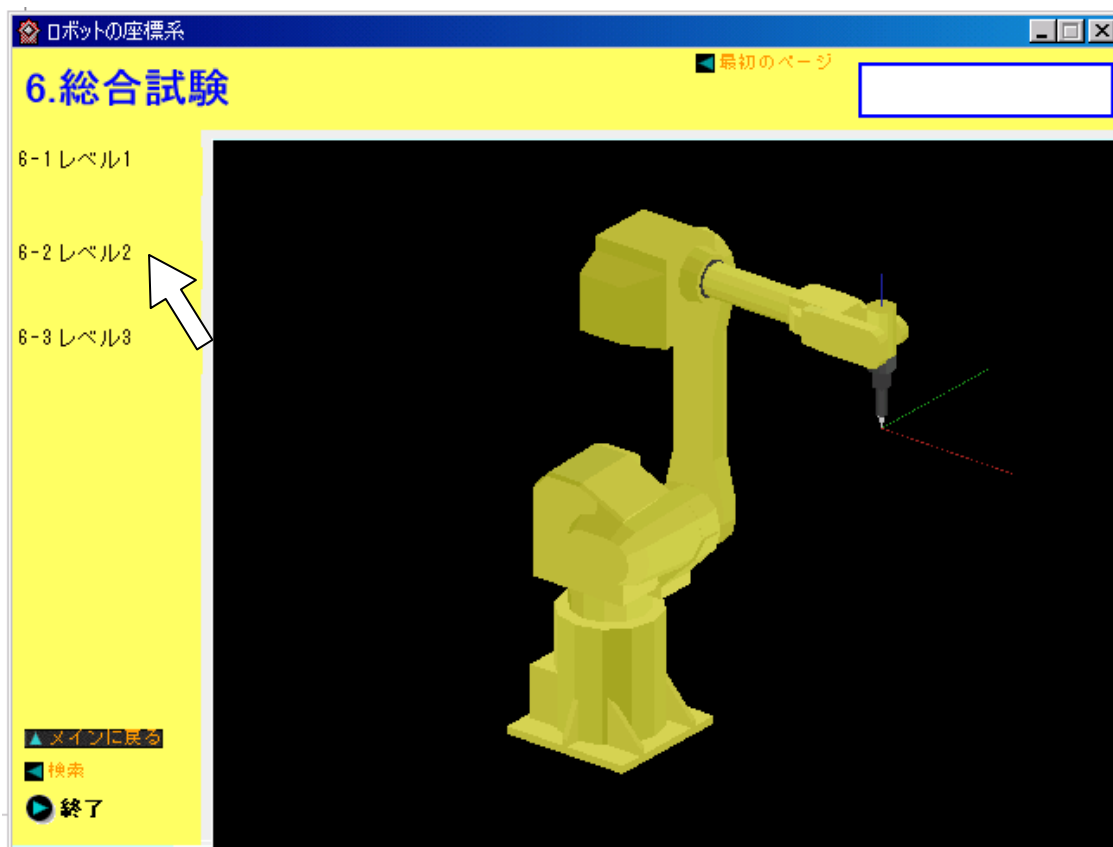 ロボットの座標系
最初のページ
6.総合試験
6-1 レベル1
6-2 レベル2
6-3 レベル3
メインに戻る
検索
終了